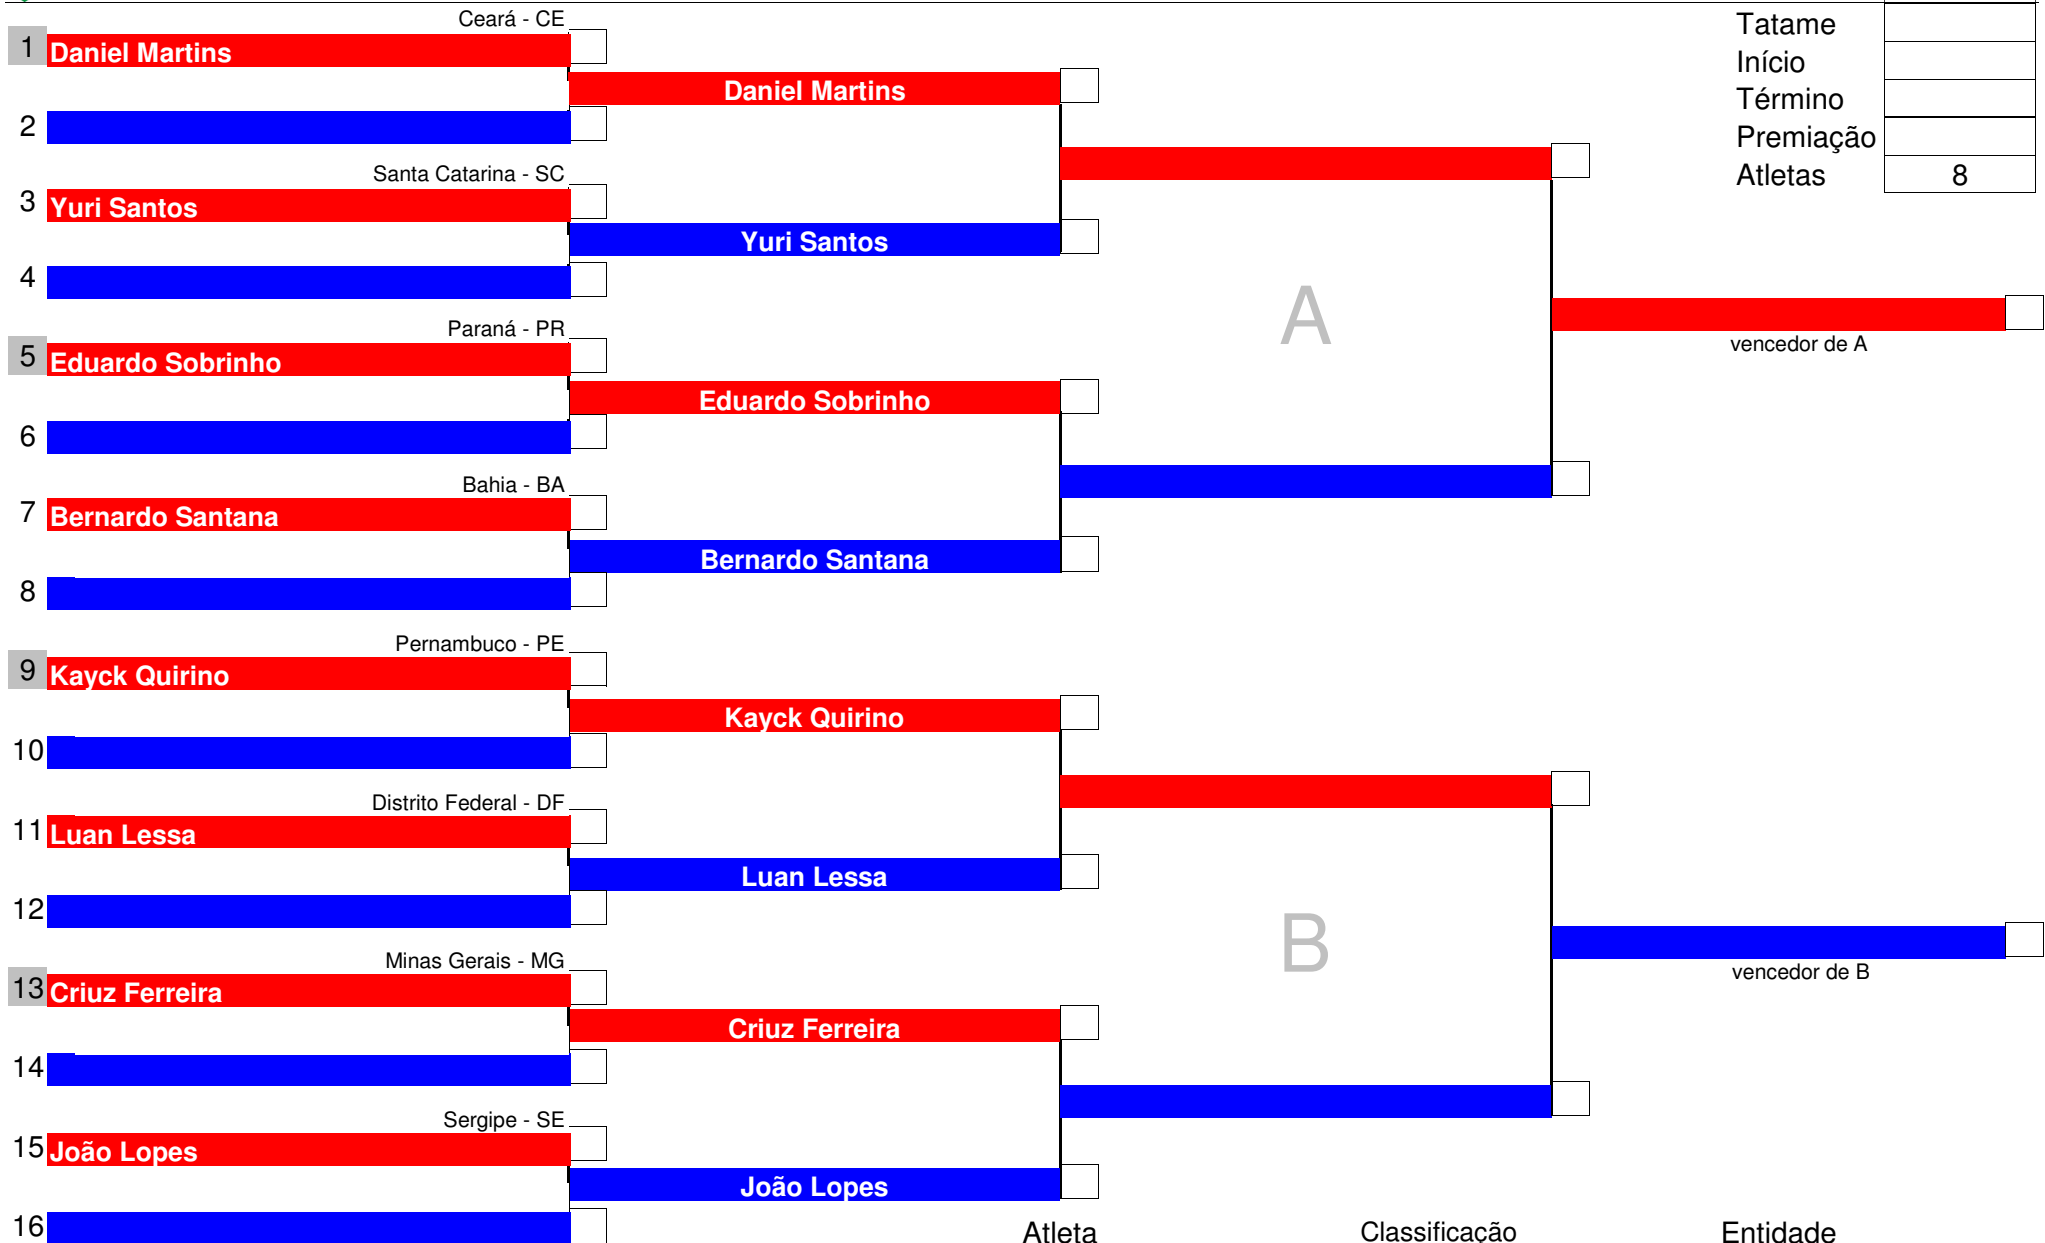 Ceará - CE
1 Daniel Martins
Daniel Martins
2
Santa Catarina - SC
3 Yuri Santos
Yuri Santos
4
Paraná - PR
5 Eduardo Sobrinho
Eduardo Sobrinho
6
Bahia - BA
7 Bernardo Santana
Bernardo Santana
8
Pernambuco - PE
9 Kayck Quirino
Kayck Quirino
10
Distrito Federal - DF
11 Luan Lessa
Luan Lessa
12
Minas Gerais - MG
13 Criuz Ferreira
Criuz Ferreira
14
Sergipe - SE
15 João Lopes
João Lopes
16
A
B
Tatame
Início
Término
Premiação
Atletas 8
vencedor de A
vencedor de B
Atleta Classificação Entidade